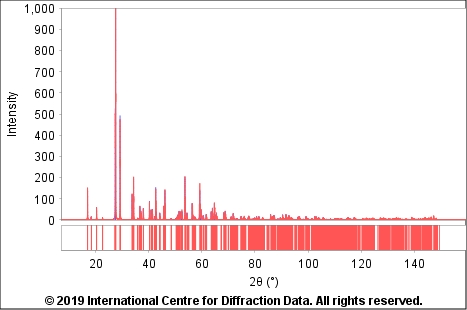 1,000
900
800
700
600
500
400
300
200
100
0
Intensity
20 40 60 80 100 120 140
2θ (°)
© 2019 International Centre for Diffraction Data. All rights reserved.